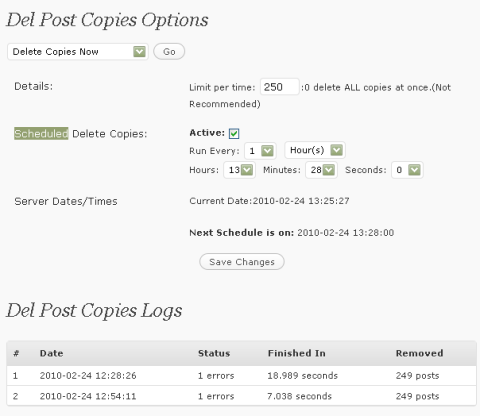 Del Post Copies Options
Delete Copies Now Go
Details: Limit per time: 250 :0 delete ALL copies at once.(Not
Recommended)
Scheduled Delete Copies: Active:
Run Every: 1 Hour(s)
Hours: 13 Minutes: 28 Seconds: 0
Server Dates/Times Current Date:2010-02-24 13:25:27
Next Schedule is on: 2010-02-24 13:28:00
Save Changes
Del Post Copies Logs
# Date Status Finished In Removed
1 2010-02-24 12:28:26 1 errors 18.989 seconds 249 posts
2 2010-02-24 12:54:11 1 errors 7.038 seconds 249 posts